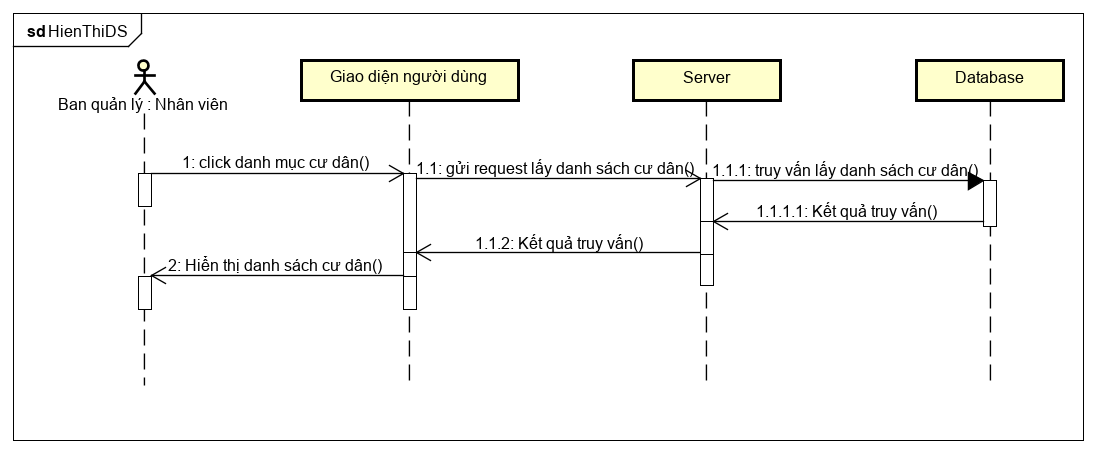 sd HienThiDS
Giao diện người dùng
Server
Database
Ban quản lý : Nhân viên
1: click danh mục cư dân()
1.1: gửi request lấy danh sách cư dân()
1.1.1: truy vấn lấy danh sách cư dân()
1.1.1.1: Kết quả truy vấn()
1.1.2: Kết quả truy vấn()
2: Hiển thị danh sách cư dân()